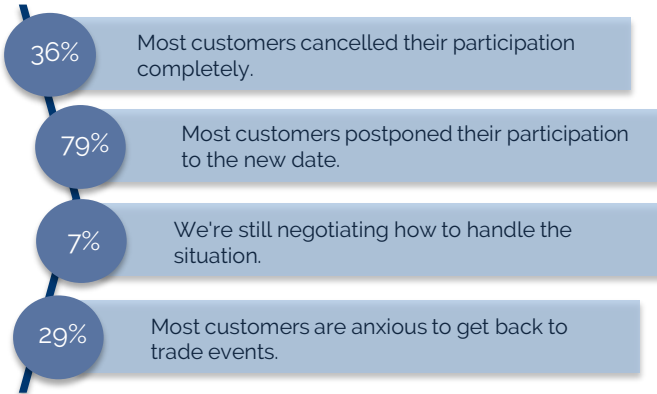 36%
Most customers cancelled their participation
completely.
79%
Most customers postponed their participation
to the new date.
7%
We're still negotiating how to handle the
situation.
29%
Most customers are anxious to get back to
trade events.